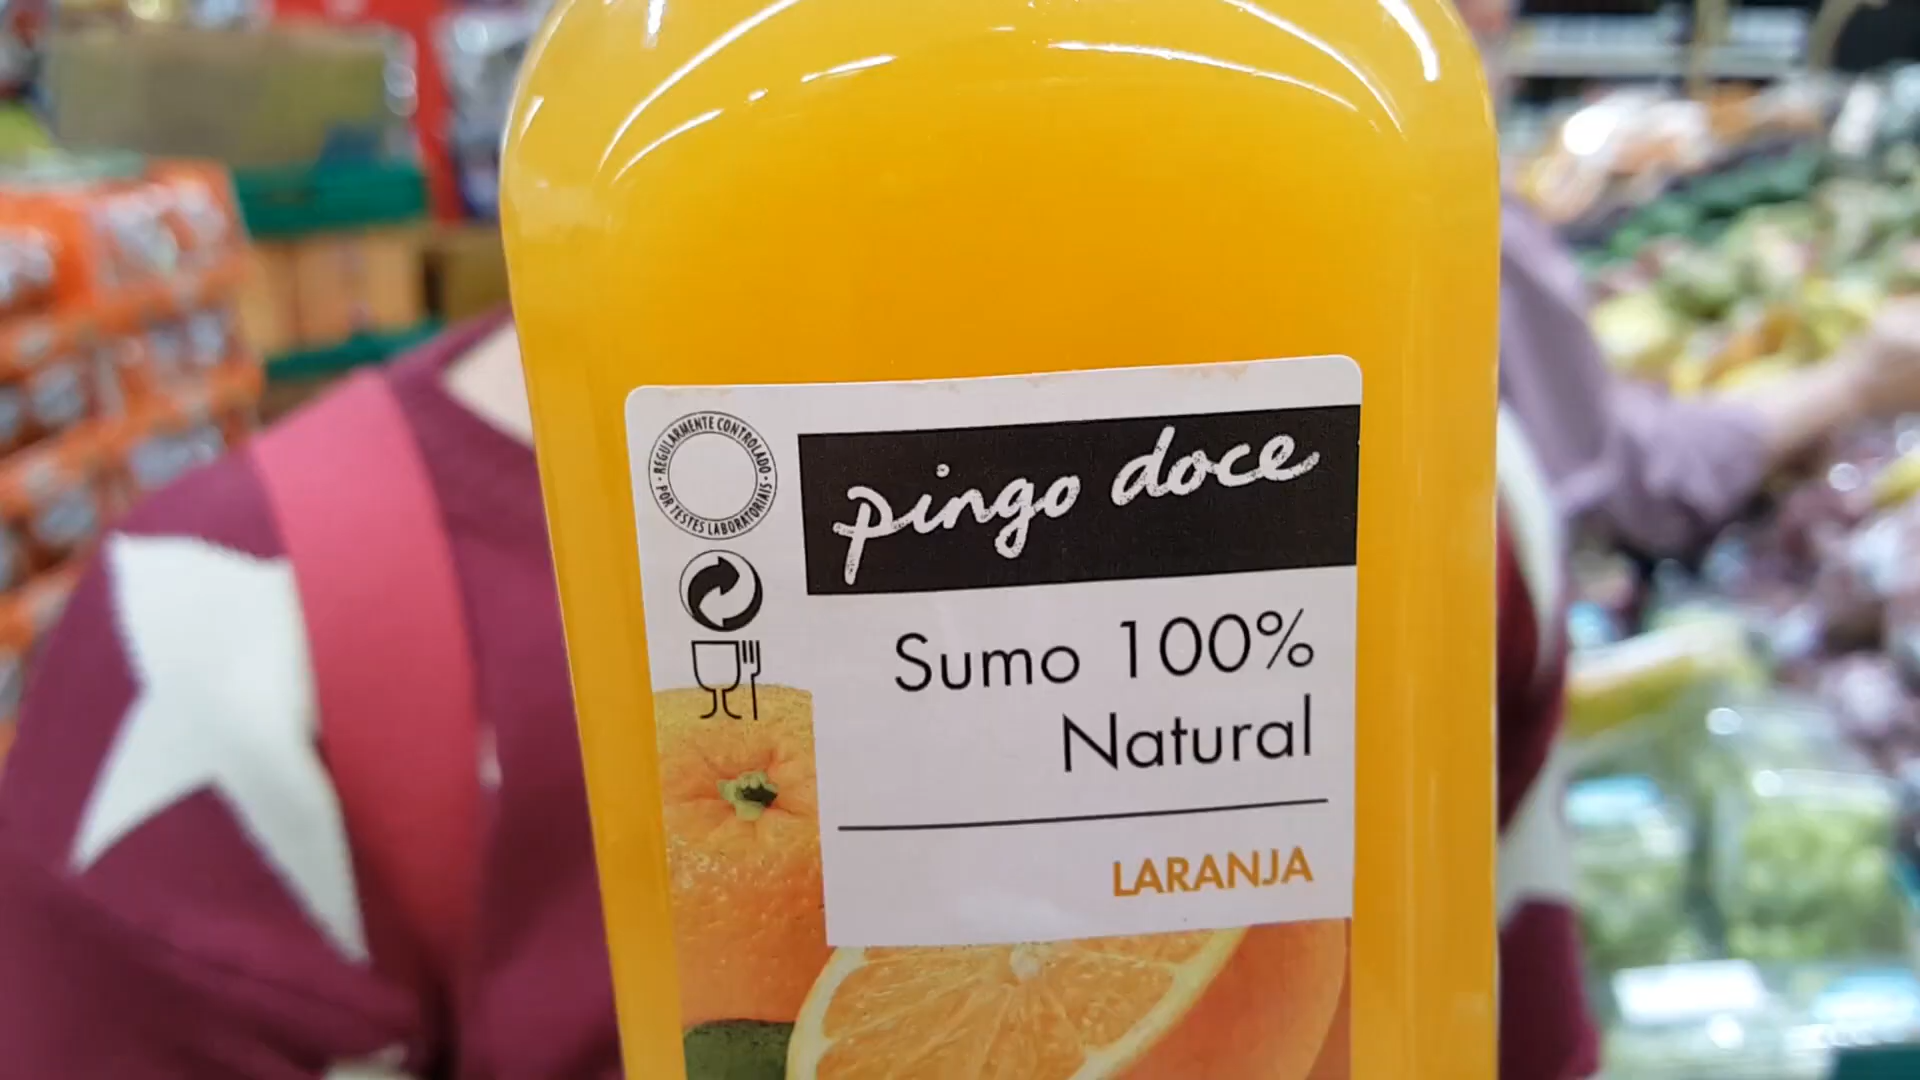 REGULARMENTE CONTROLADO
• POR TESTES LABORATORIAIS •
pingo doce
Sumo 100%
Natural
LARANJA